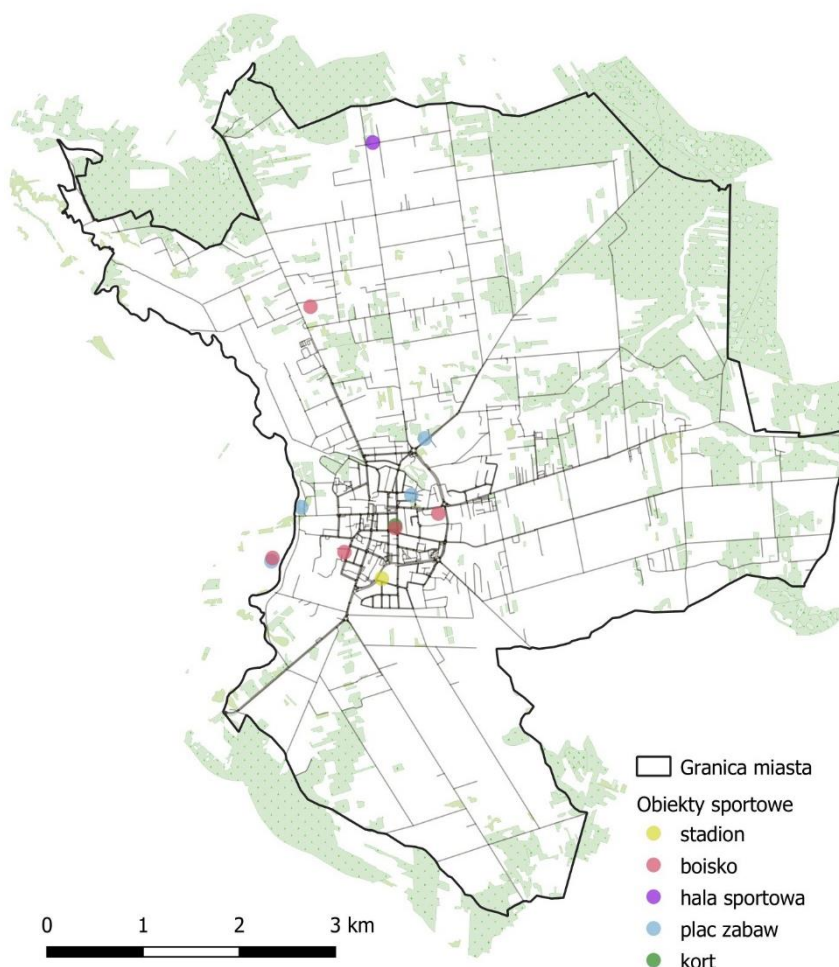 Granica miasta
Obiekty sportowe
stadion
boisko
hala sportowa
plac zabaw
kort
0 1 2 3 km